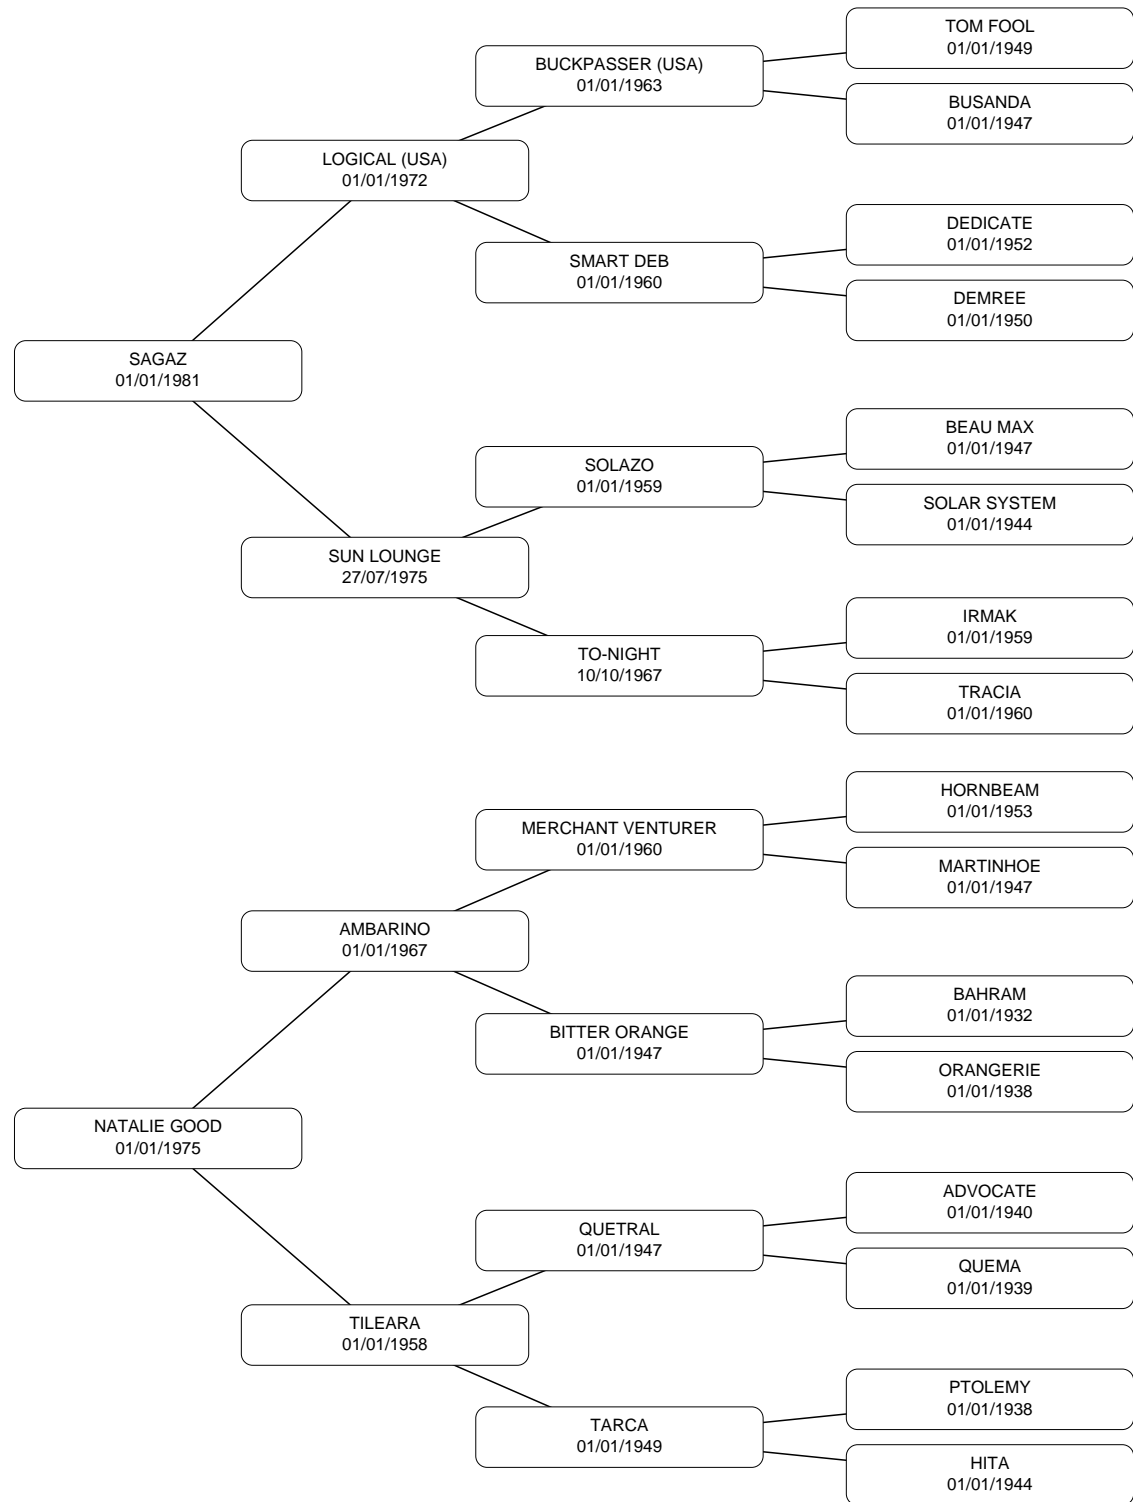 TOM FOOL
01/01/1949
BUCKPASSER (USA)
01/01/1963
BUSANDA
01/01/1947
LOGICAL (USA)
01/01/1972
DEDICATE
01/01/1952
SMART DEB
01/01/1960
DEMREE
01/01/1950
SAGAZ
01/01/1981
BEAU MAX
01/01/1947
SOLAZO
01/01/1959
SOLAR SYSTEM
01/01/1944
SUN LOUNGE
27/07/1975
IRMAK
01/01/1959
TO-NIGHT
10/10/1967
TRACIA
01/01/1960
HORNBEAM
01/01/1953
MERCHANT VENTURER
01/01/1960
MARTINHOE
01/01/1947
AMBARINO
01/01/1967
BAHRAM
01/01/1932
BITTER ORANGE
01/01/1947
ORANGERIE
01/01/1938
NATALIE GOOD
01/01/1975
ADVOCATE
01/01/1940
QUETRAL
01/01/1947
QUEMA
01/01/1939
TILEARA
01/01/1958
PTOLEMY
01/01/1938
TARCA
01/01/1949
HITA
01/01/1944